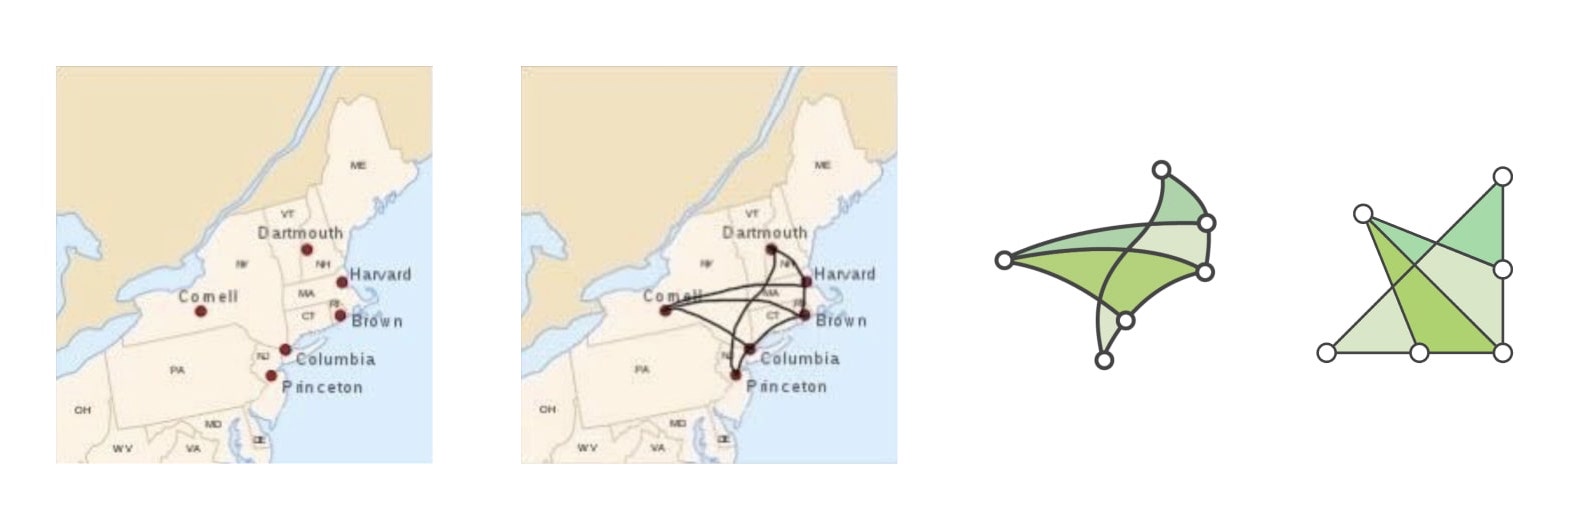 ME
VT
Dartmouth
NY
NH
Harvard
Cornell
MA
RI
CT
Brown
NJ
Columbia
PA
Princeton
OH
MD
DE
WV
VA
ME
VT
Dartmouth
NY
NH
Harvard
Cornell
MA
RI
CT
Brown
NJ
Columbia
PA
Princeton
OH
MD
DE
WV
VA